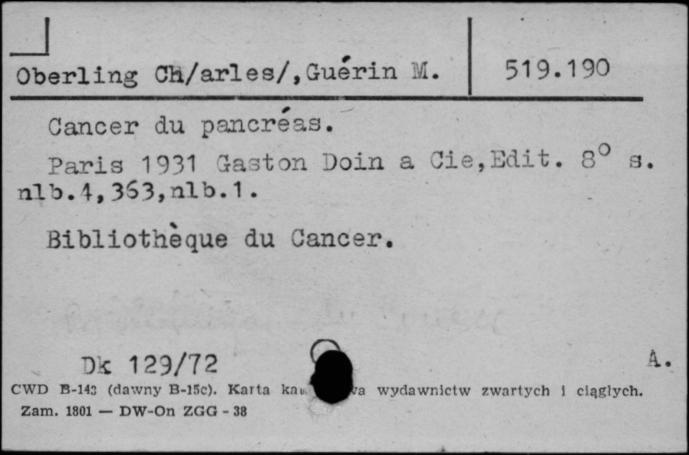 Oberling Ch/arles/,Guérin M. 519.190
Cancer du pancréas.
Paris 1931 Gaston Doin a Cie,Edit. 8° s.
nlb.4,363,nlb.1.
Bibliothèque du Cancer.
Dk 129/72 A.
CWD B-143 (dawny B-15c). Karta wydawnictw zwartych i ciągłych.
Zam. 1801 — DW-On ZGG - 38